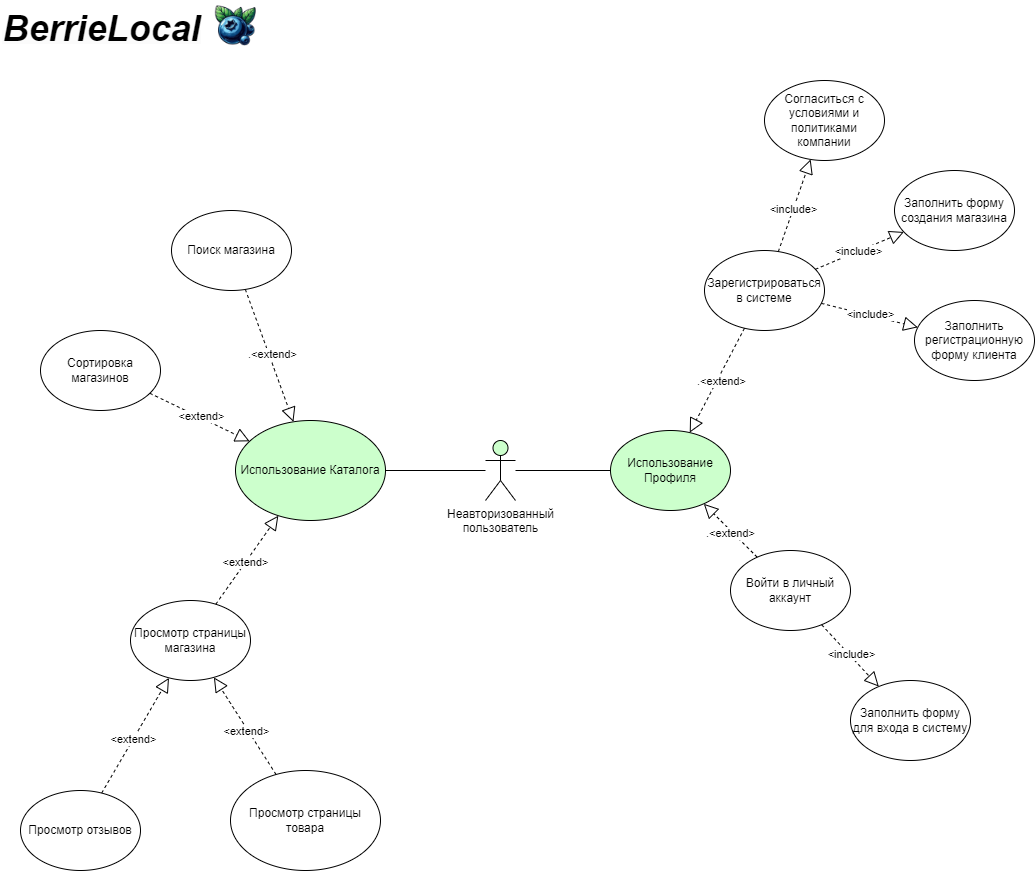 BerrieLocal
Согласиться с
условиями и
политиками
компании
<include>
Заполнить форму
создания магазина
<include>
Зарегистрироваться
в системе
<include>
Заполнить
регистрационную
форму клиента
.<extend>
Поиск магазина
.<extend>
Сортировка
магазинов
<extend>
Использование Каталога
Неавторизованный
пользователь
Использование
Профиля
.<extend>
Войти в личный
аккаунт
<include>
Заполнить форму
для входа в систему
<extend>
Просмотр страницы
магазина
<extend>
<extend>
Просмотр отзывов
Просмотр страницы
товара